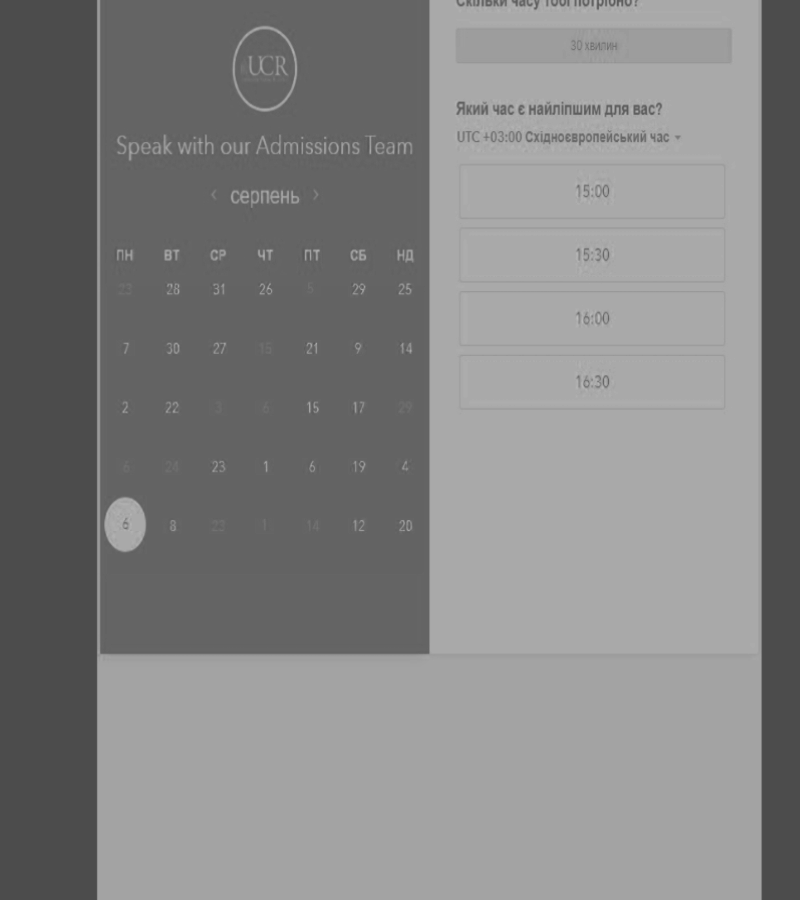 UCR
Speak with our Admissions Team
серпень
ПН ВТ СР ЧТ ПТ СБ НД
23 28 31 26 5 29 25
7 30 27 18 21 9 14
2 22 3 8 15 17 29
6 24 23 1 6 19 4
6 8 23 1 14 12 20
Скільки часу тобі потрібно?
30 хвилин
Який час є найліпшим для вас?
UTC +03:00 Східноєвропейський час
15:00
15:30
16:00
16:30